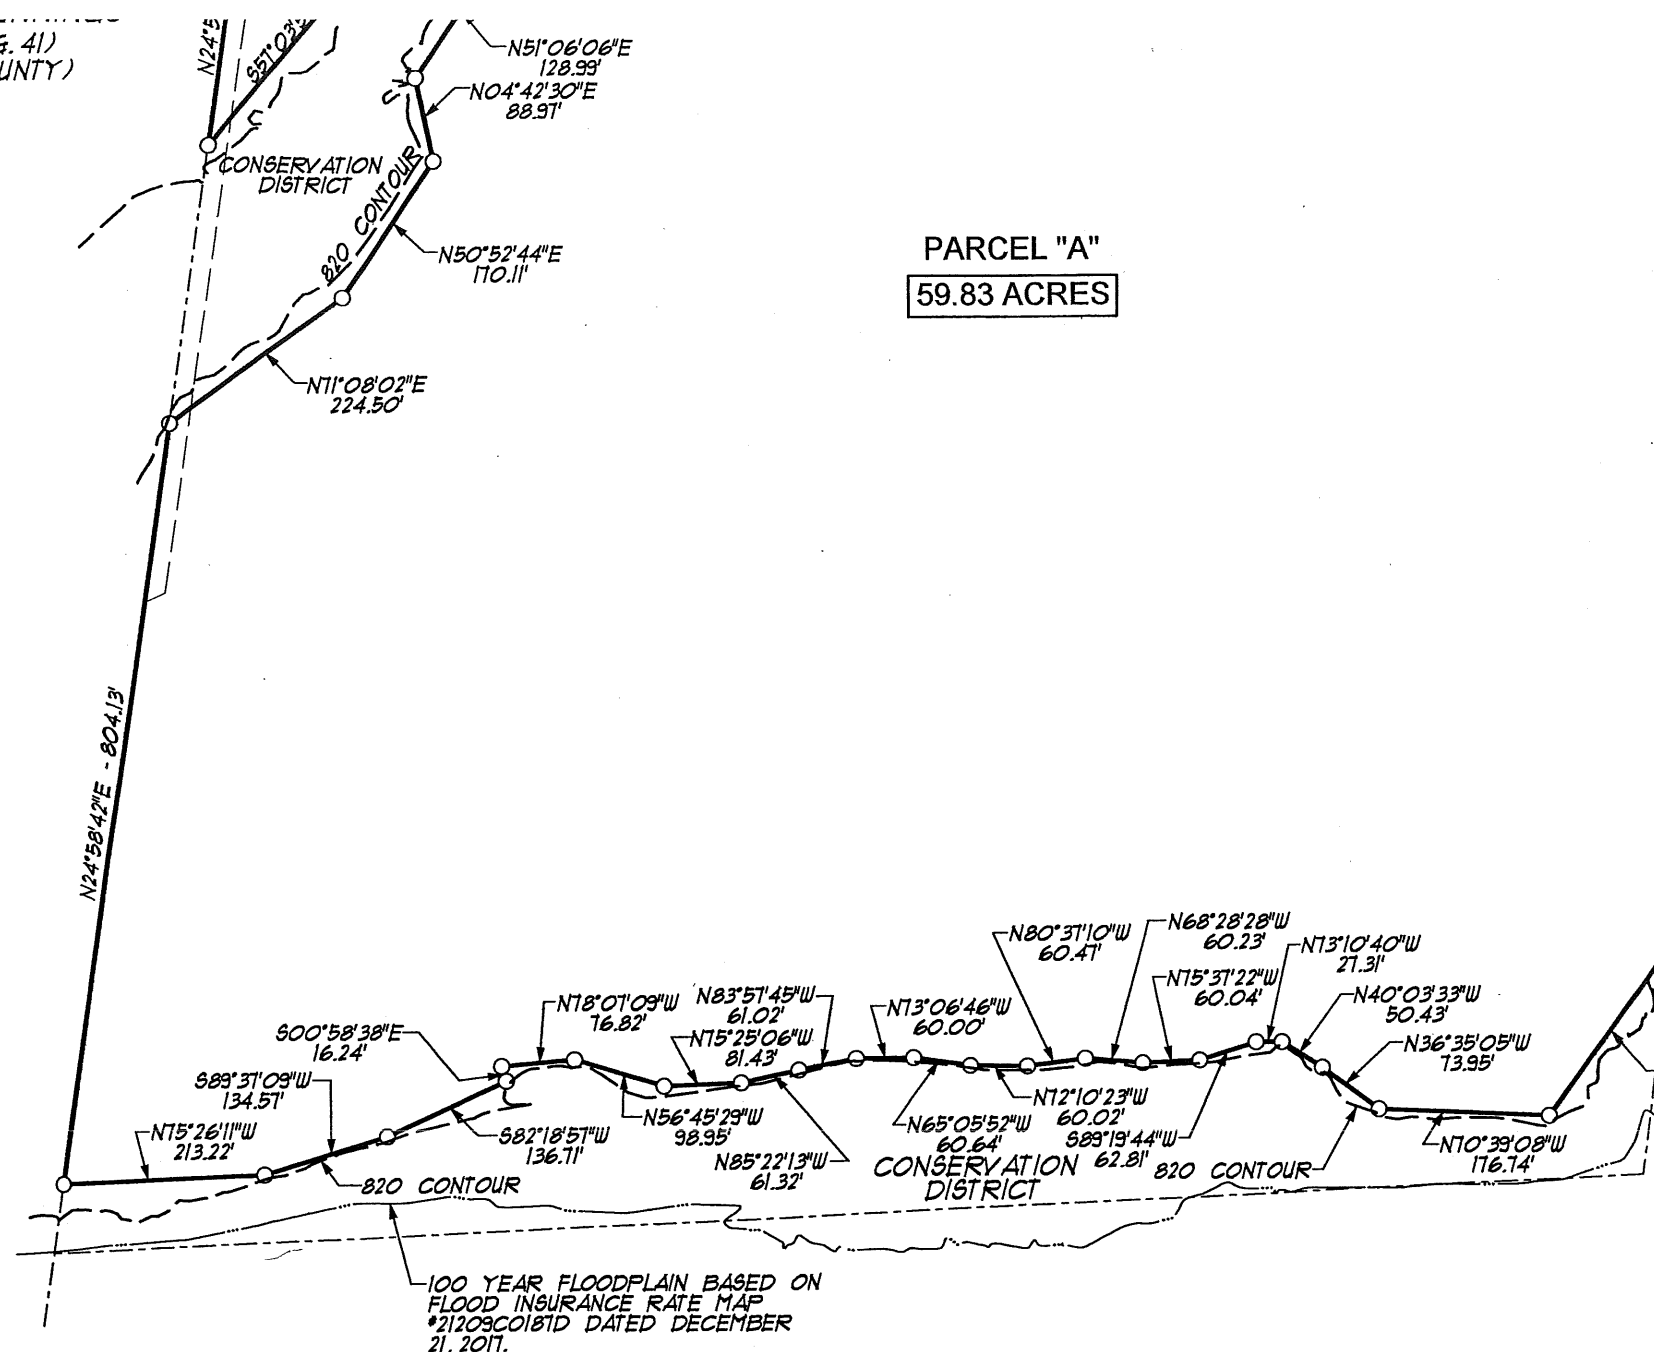 G. 41)
UNTY)
N24°5
S57°03'
N51°06'06"E
128.99'
N04°42'30"E
88.97'
CONSERVATION
DISTRICT
820 CONTOUR
N50°52'44"E
170.11'
PARCEL "A"
59.83 ACRES
N71°08'02"E
224.50'
N24°58'42"E - 804.13'
N80°37'10"W
60.47'
N68°28'28"W
60.23'
N73°10'40"W
27.31'
N75°37'22"W
60.04'
N40°03'33"W
50.43'
N36°35'05"W
73.95'
N78°07'09"W
76.82'
N83°57'45"W
61.02'
N75°25'06"W
81.43'
N73°06'46"W
60.00'
S00°58'38"E
16.24'
S89°37'09"W
134.57'
N75°26'11"W
213.22'
S82°18'57"W
136.71'
N56°45'29"W
98.95'
N85°22'13"W
61.32'
N65°05'52"W
60.64'
N72°10'23"W
60.02'
S89°19'44"W
62.81'
N70°39'08"W
176.74'
CONSERVATION
DISTRICT
820 CONTOUR
820 CONTOUR
100 YEAR FLOODPLAIN BASED ON
FLOOD INSURANCE RATE MAP
#21209C0187D DATED DECEMBER
21, 2017.